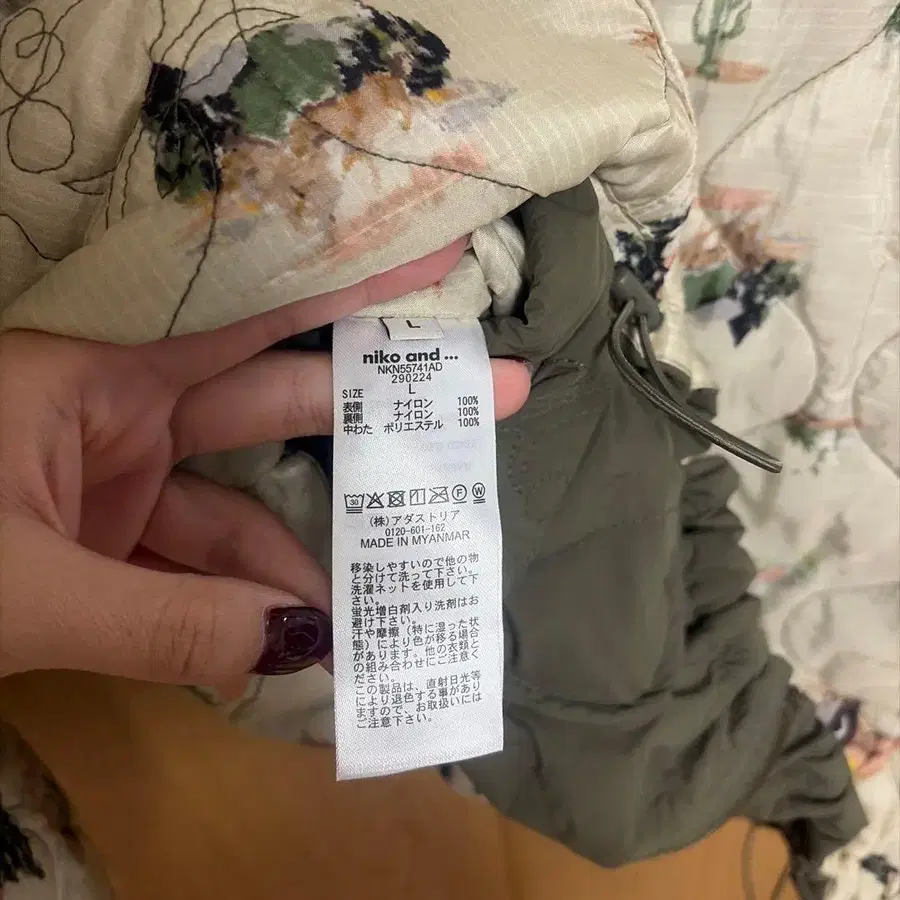 L
niko and ...
NKN55741AD
290224
SIZE L
表側 ナイロン 100%
裏側 ナイロン 100%
中わた ポリエステル 100%
30 F W
(株)アダストリア
0120-601-162
MADE IN MYANMAR
移染しやすいので他の物
と分けて洗って下さい。
洗濯ネットを使用して下
さい。
蛍光増白剤入り洗剤はお
避け下さい。
汗や摩擦(特に湿った状
態)により色が移る場合
があります。他の衣類と
の組み合わせにご注意く
ださい。
この製品は、直射日光等
により退色する事があり
ますので、お取扱いには
ご注意下さい。